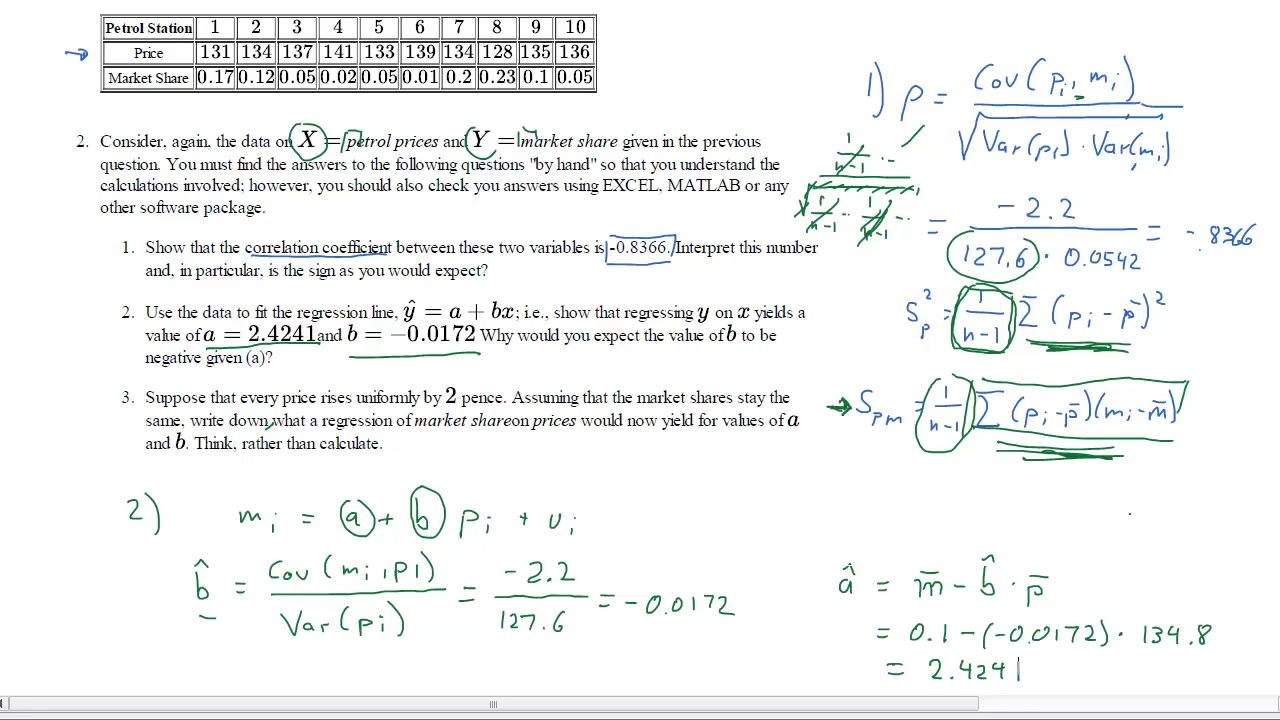 Petrol Station 1 2 3 4 5 6 7 8 9 10
Price 131 134 137 141 133 139 134 128 135 136
Market Share 0.17 0.12 0.05 0.02 0.05 0.01 0.2 0.23 0.1 0.05
2. Consider, again, the data on X = petrol prices and Y = market share given in the previous
question. You must find the answers to the following questions "by hand" so that you understand the
calculations involved; however, you should also check you answers using EXCEL, MATLAB or any
other software package.
1. Show that the correlation coefficient between these two variables is -0.8366. Interpret this number
and, in particular, is the sign as you would expect?
2. Use the data to fit the regression line, ŷ = a + bx; i.e., show that regressing y on x yields a
value of a = 2.4241 and b = −0.0172 Why would you expect the value of b to be
negative given (a)?
3. Suppose that every price rises uniformly by 2 pence. Assuming that the market shares stay the
same, write down, what a regression of market share on prices would now yield for values of a
and b. Think, rather than calculate.
1) ρ = Cov(pi, mi) / √Var(pi) · Var(mi)
1/n-1 ·· / √1/n-1 ·· 1/n-1 ··
= -2.2 / 127.6 · 0.0542 = -.8366
Sp² = 1/n-1 Σ (pi - p̄)²
Spm = 1/n-1 Σ (pi - p̄)(mi - m̄)
2) mi = a + b pi + ui
b̂ = Cov(mi, pi) / Var(pi) = -2.2 / 127.6 = -0.0172
â = m̄ - b̂ · p̄
= 0.1 - (-0.0172) · 134.8
= 2.4241